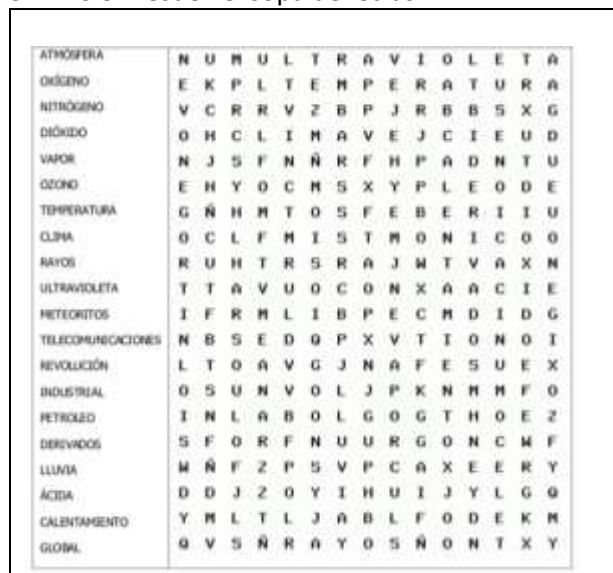 ATMÓSFERA N U M U L T R A V I O L E T A
OXÍGENO E K P L T E M P E R A T U R A
NITRÓGENO V C R R V Z B P J R B B S X G
DIÓXIDO O H C L I M A V E J C I E U D
VAPOR N J S F N Ñ R F H P A D N T U
OZONO E H Y O C M S X Y P L E O D E
TEMPERATURA G Ñ H M T O S F E B E R I I U
CLIMA O C L F M I S T M O N I C O O
RAYOS R U H T R S R A J W T V A X N
ULTRAVIOLETA T T A V U O C O N X A A C I E
METEORITOS I F R M L I B P E C M D I D G
TELECOMUNICACIONES N B S E D Q P X V T I O N O I
REVOLUCIÓN L T O A V G J N A F E S U E X
INDUSTRIAL O S U N V O L J P K N M M F O
PETROLEO I N L A B O L G O G T H O E Z
DERIVADOS S F O R F N U U R G O N C W F
LLUVIA W Ñ F Z P S V P C A X E E R Y
ÁCIDA D D J Z O Y I H U I J Y L G Q
CALENTAMIENTO Y M L T L J A B L F O D E K M
GLOBAL Q V S Ñ R A Y O S Ñ O N T X Y